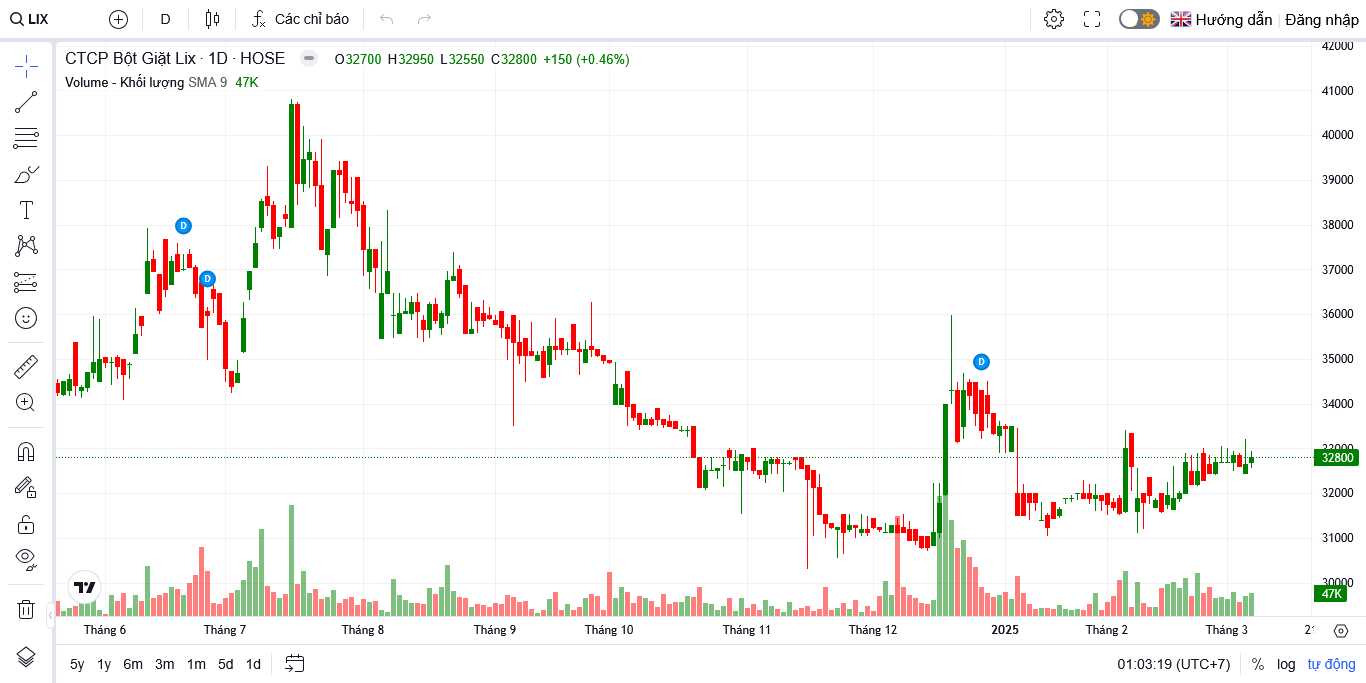 LIX D Các chỉ báo Hướng dẫn Đăng nhập
CTCP Bột Giặt Lix · 1D · HOSE O32700 H32950 L32550 C32800 +150 (+0.46%)
Volume - Khối lượng SMA 9 47K
42000
41000
40000
39000
38000
37000
36000
35000
34000
33000
32800
32000
31000
30000
47K
D
D
D
Tháng 6 Tháng 7 Tháng 8 Tháng 9 Tháng 10 Tháng 11 Tháng 12 2025 Tháng 2 Tháng 3 21
5y 1y 6m 3m 1m 5d 1d 01:03:19 (UTC+7) % log tự động